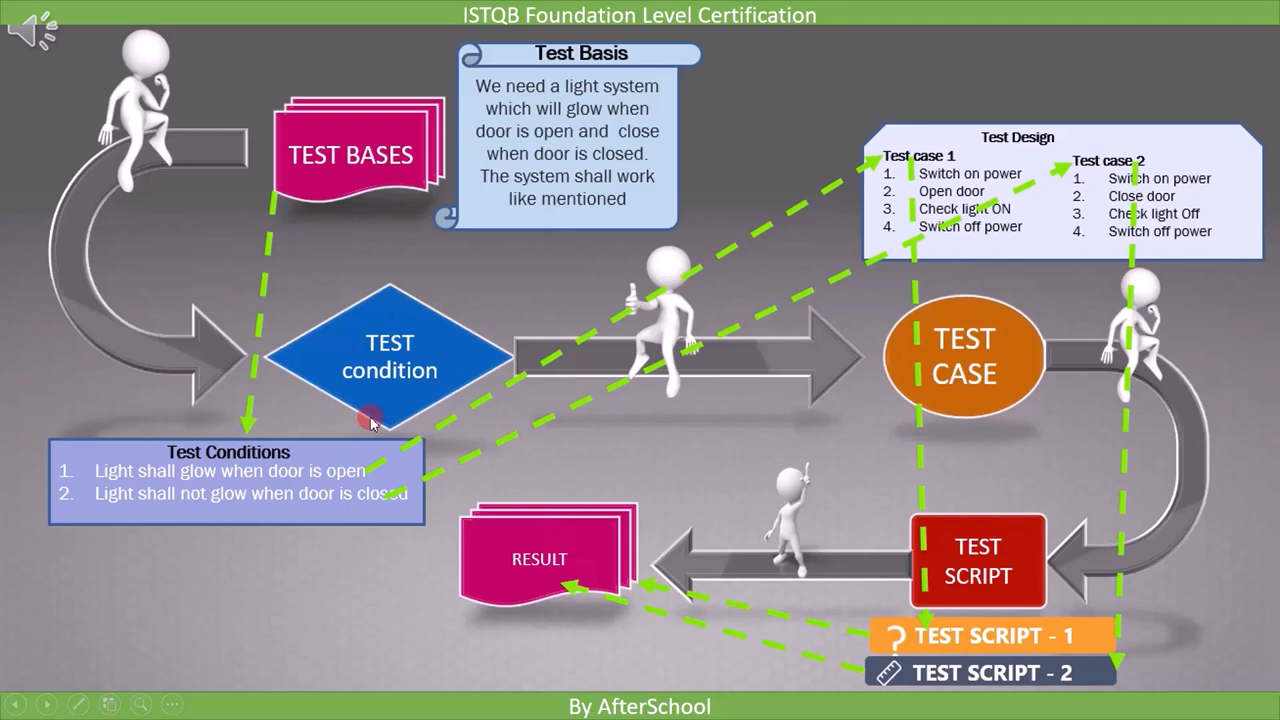 ISTQB Foundation Level Certification
Test Basis
We need a light system
which will glow when
door is open and close
when door is closed.
The system shall work
like mentioned
TEST BASES
Test Design
Test case 1
1. Switch on power
2. Open door
3. Check light ON
4. Switch off power
Test case 2
1. Switch on power
2. Close door
3. Check light Off
4. Switch off power
TEST
condition
TEST
CASE
Test Conditions
1. Light shall glow when door is open
2. Light shall not glow when door is closed
RESULT
TEST
SCRIPT
TEST SCRIPT - 1
TEST SCRIPT - 2
By AfterSchool